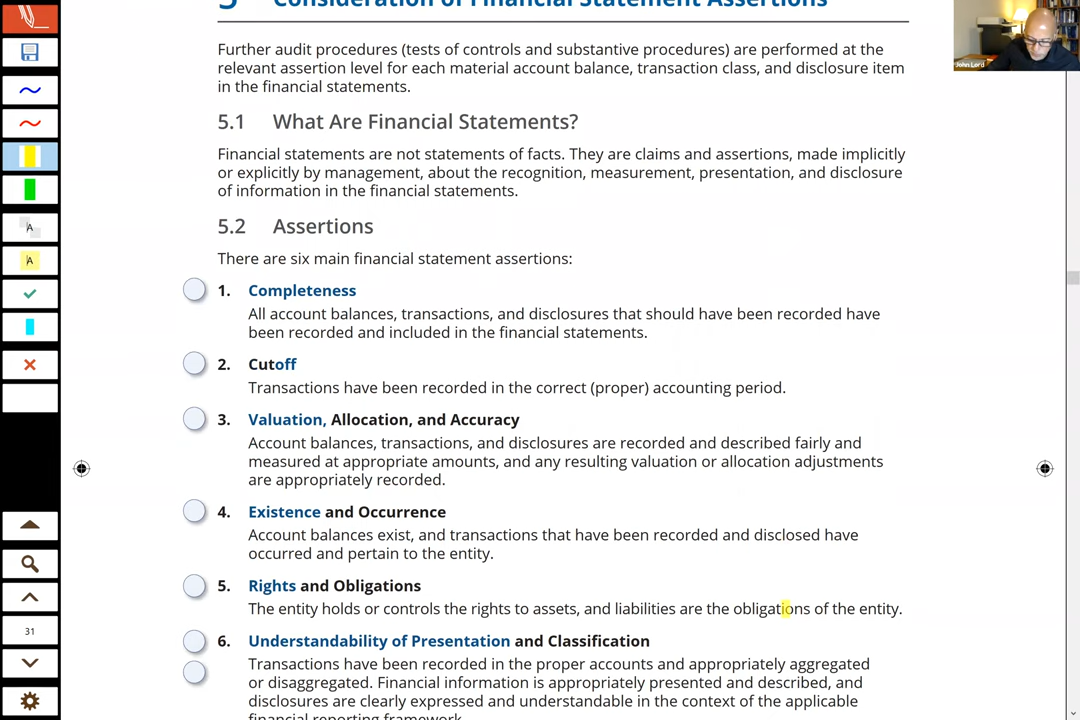 Consideration of Financial Statement Assertions
Further audit procedures (tests of controls and substantive procedures) are performed at the
relevant assertion level for each material account balance, transaction class, and disclosure item
in the financial statements.
5.1 What Are Financial Statements?
Financial statements are not statements of facts. They are claims and assertions, made implicitly
or explicitly by management, about the recognition, measurement, presentation, and disclosure
of information in the financial statements.
5.2 Assertions
There are six main financial statement assertions:
1. Completeness
All account balances, transactions, and disclosures that should have been recorded have
been recorded and included in the financial statements.
2. Cutoff
Transactions have been recorded in the correct (proper) accounting period.
3. Valuation, Allocation, and Accuracy
Account balances, transactions, and disclosures are recorded and described fairly and
measured at appropriate amounts, and any resulting valuation or allocation adjustments
are appropriately recorded.
4. Existence and Occurrence
Account balances exist, and transactions that have been recorded and disclosed have
occurred and pertain to the entity.
5. Rights and Obligations
The entity holds or controls the rights to assets, and liabilities are the obligations of the entity.
6. Understandability of Presentation and Classification
Transactions have been recorded in the proper accounts and appropriately aggregated
or disaggregated. Financial information is appropriately presented and described, and
disclosures are clearly expressed and understandable in the context of the applicable
financial reporting framework.
A
A
31
John Lord